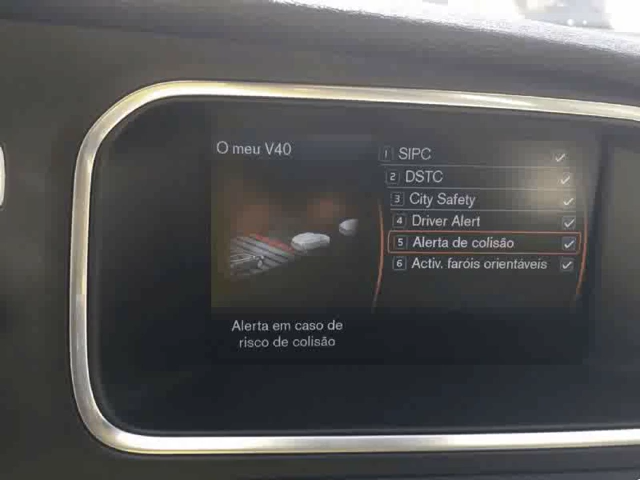 O meu V40
1 SIPC
2 DSTC
3 City Safety
4 Driver Alert
5 Alerta de colisão
6 Activ. faróis orientáveis
Alerta em caso de
risco de colisão